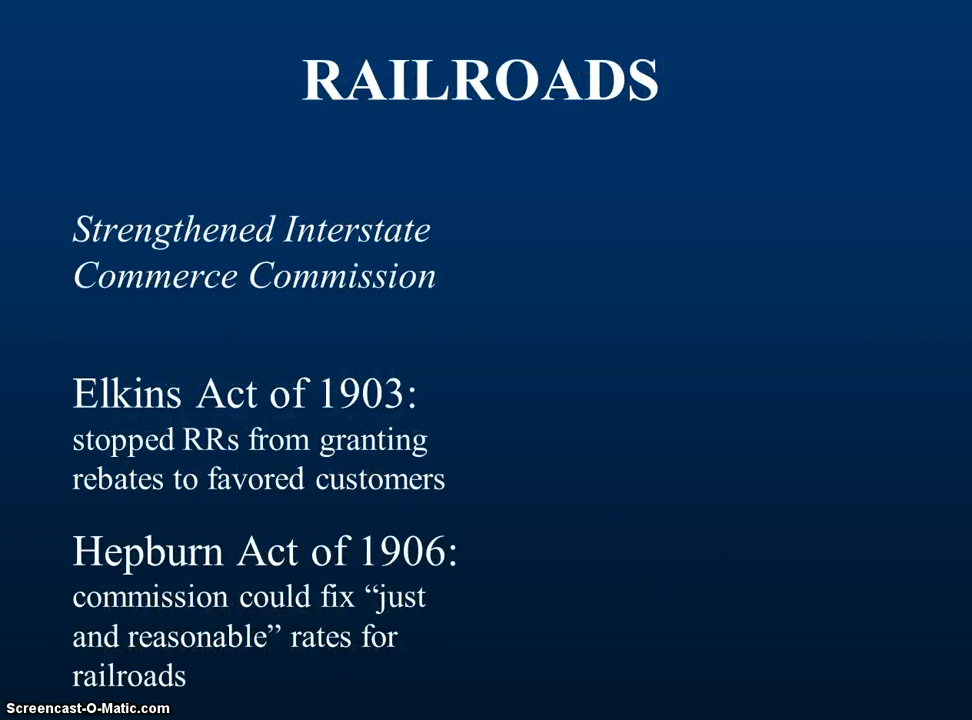 RAILROADS
Strengthened Interstate
Commerce Commission
Elkins Act of 1903:
stopped RRs from granting
rebates to favored customers
Hepburn Act of 1906:
commission could fix “just
and reasonable” rates for
railroads
Screencast-O-Matic.com